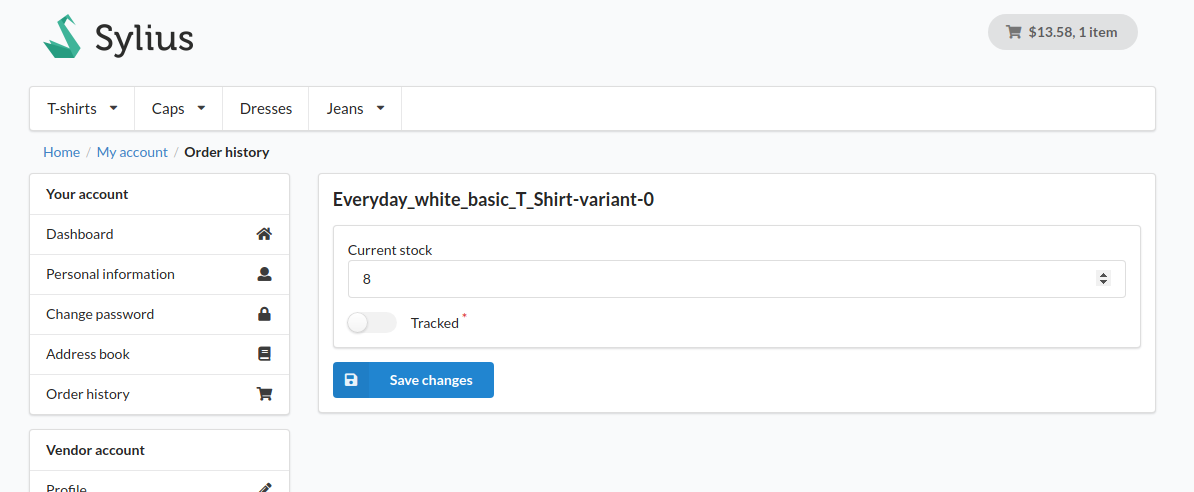 Sylius
$13.58, 1 item
T-shirts Caps Dresses Jeans
Home / My account / Order history
Your account
Dashboard
Personal information
Change password
Address book
Order history
Vendor account
Profile
Everyday_white_basic_T_Shirt-variant-0
Current stock
8
Tracked *
Save changes